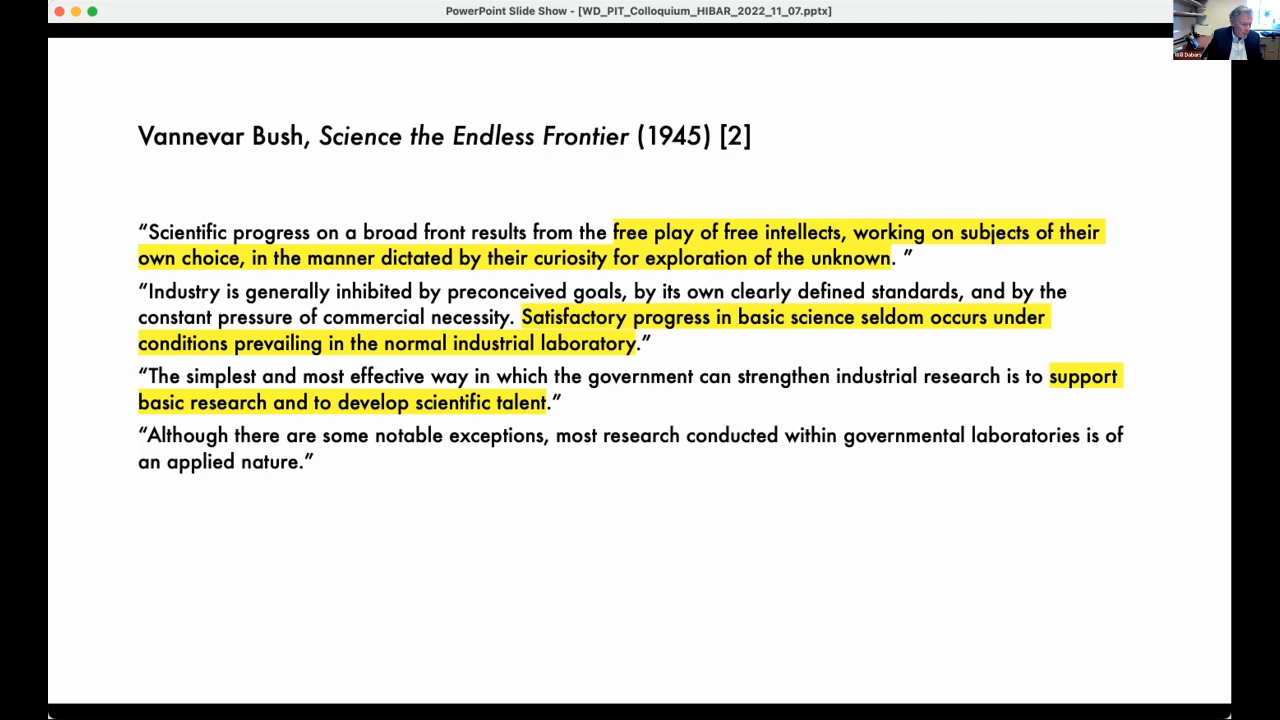 PowerPoint Slide Show - [WD_PIT_Colloquium_HIBAR_2022_11_07.pptx]
Vannevar Bush, Science the Endless Frontier (1945) [2]
“Scientific progress on a broad front results from the free play of free intellects, working on subjects of their
own choice, in the manner dictated by their curiosity for exploration of the unknown. ”
“Industry is generally inhibited by preconceived goals, by its own clearly defined standards, and by the
constant pressure of commercial necessity. Satisfactory progress in basic science seldom occurs under
conditions prevailing in the normal industrial laboratory.”
“The simplest and most effective way in which the government can strengthen industrial research is to support
basic research and to develop scientific talent.”
“Although there are some notable exceptions, most research conducted within governmental laboratories is of
an applied nature.”